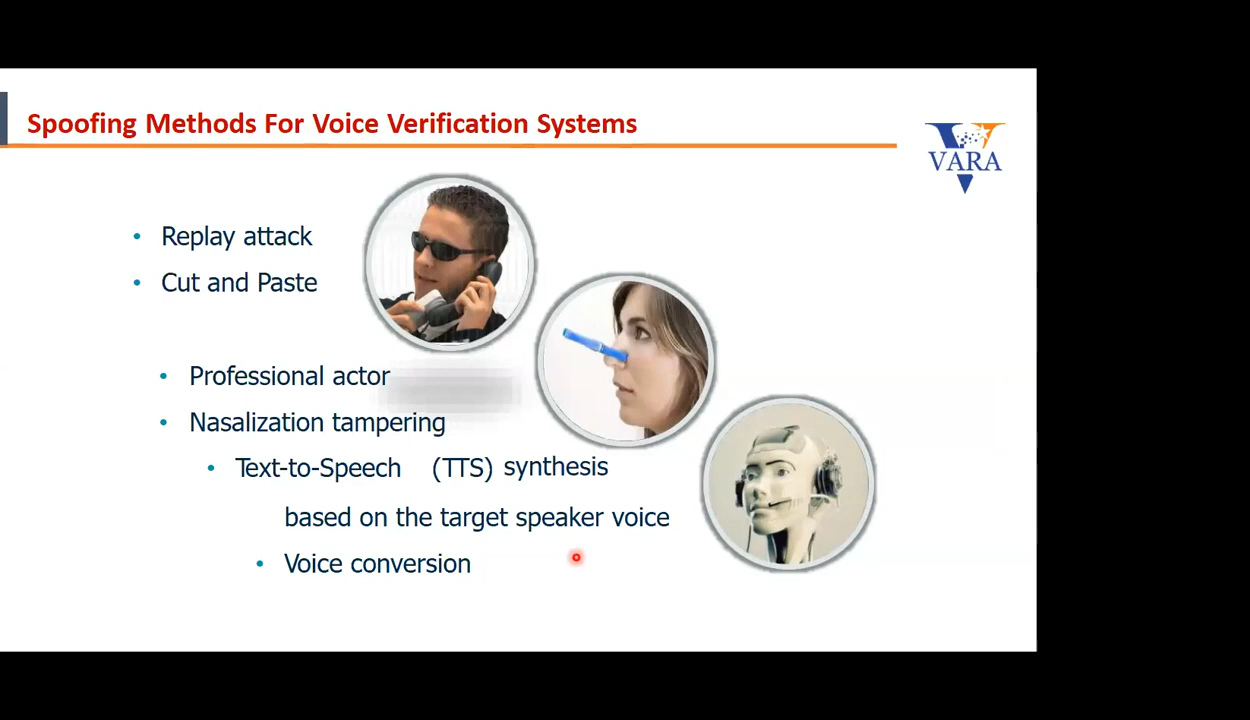 Spoofing Methods For Voice Verification Systems
VARA
• Replay attack
• Cut and Paste
• Professional actor
• Nasalization tampering
• Text-to-Speech (TTS) synthesis
based on the target speaker voice
• Voice conversion